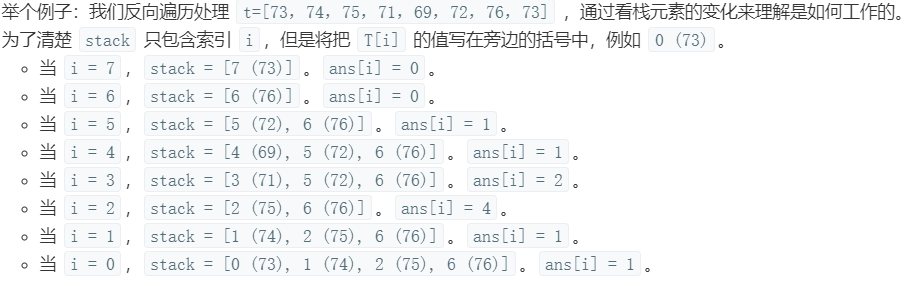 举个例子：我们反向遍历处理 t=[73, 74, 75, 71, 69, 72, 76, 73] ，通过看栈元素的变化来理解是如何工作的。
为了清楚 stack 只包含索引 i，但是将把 T[i] 的值写在旁边的括号中，例如 0 (73)。
当 i = 7，stack = [7 (73)]。ans[i] = 0。
当 i = 6，stack = [6 (76)]。ans[i] = 0。
当 i = 5，stack = [5 (72), 6 (76)]。ans[i] = 1。
当 i = 4，stack = [4 (69), 5 (72), 6 (76)]。ans[i] = 1。
当 i = 3，stack = [3 (71), 5 (72), 6 (76)]。ans[i] = 2。
当 i = 2，stack = [2 (75), 6 (76)]。ans[i] = 4。
当 i = 1，stack = [1 (74), 2 (75), 6 (76)]。ans[i] = 1。
当 i = 0，stack = [0 (73), 1 (74), 2 (75), 6 (76)]。ans[i] = 1。